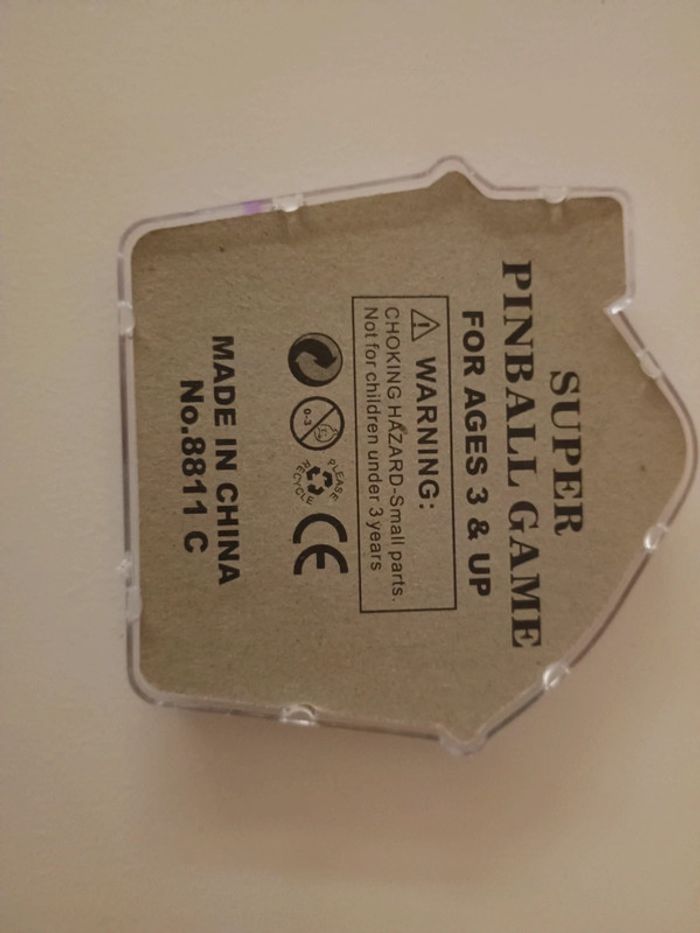 SUPER
PINBALL GAME
FOR AGES 3 & UP
WARNING:
CHOKING HAZARD-Small parts.
Not for children under 3 years
0-3
PLEASE
RECYCLE
CE
MADE IN CHINA
No.8811 C